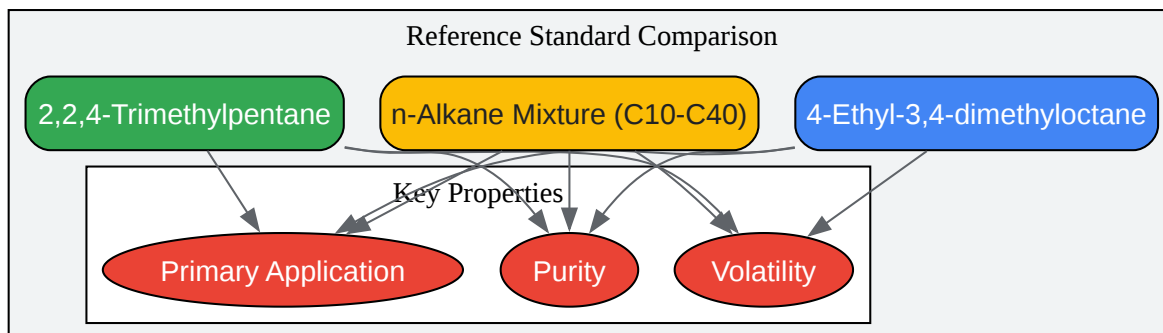 Reference Standard Comparison
2,2,4-Trimethylpentane
n-Alkane Mixture (C10-C40)
4-Ethyl-3,4-dimethyloctane
Key Properties
Primary Application
Purity
Volatility